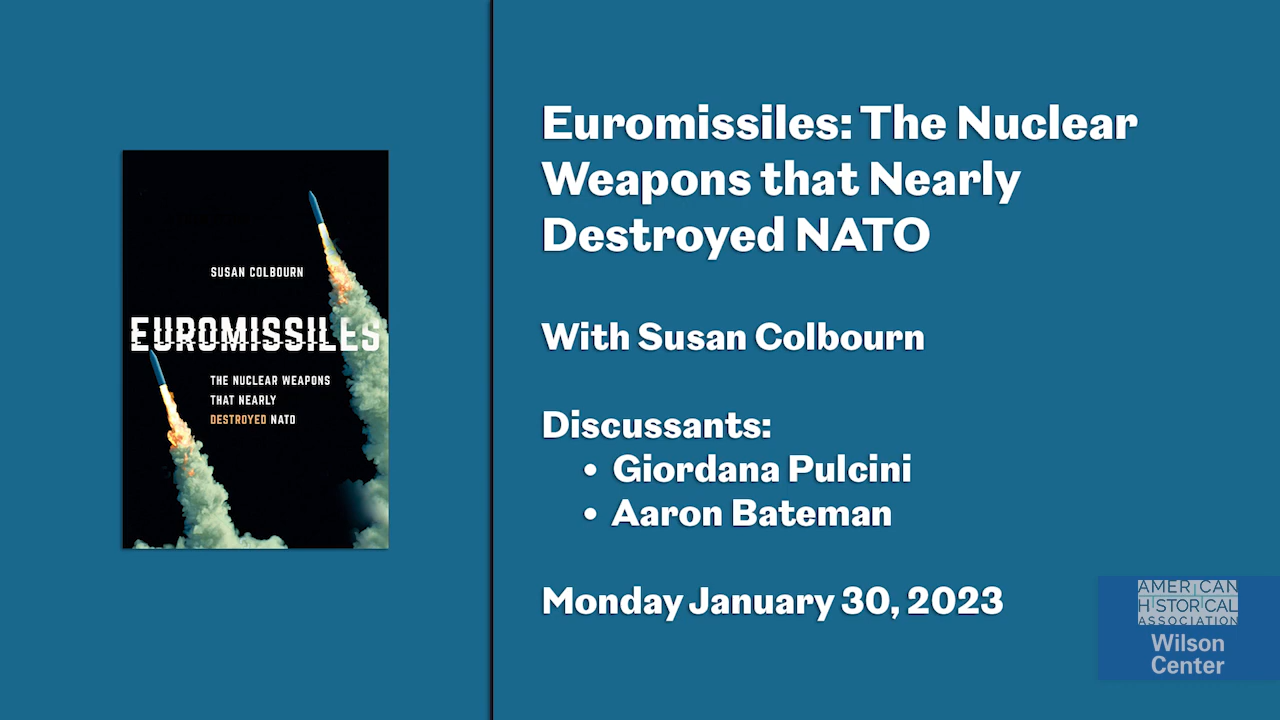 SUSAN COLBOURN
EUROMISSILES
THE NUCLEAR WEAPONS
THAT NEARLY
DESTROYED NATO
Euromissiles: The Nuclear
Weapons that Nearly
Destroyed NATO
With Susan Colbourn
Discussants:
• Giordana Pulcini
• Aaron Bateman
Monday January 30, 2023
AMERICAN
HISTORICAL
ASSOCIATION
Wilson
Center